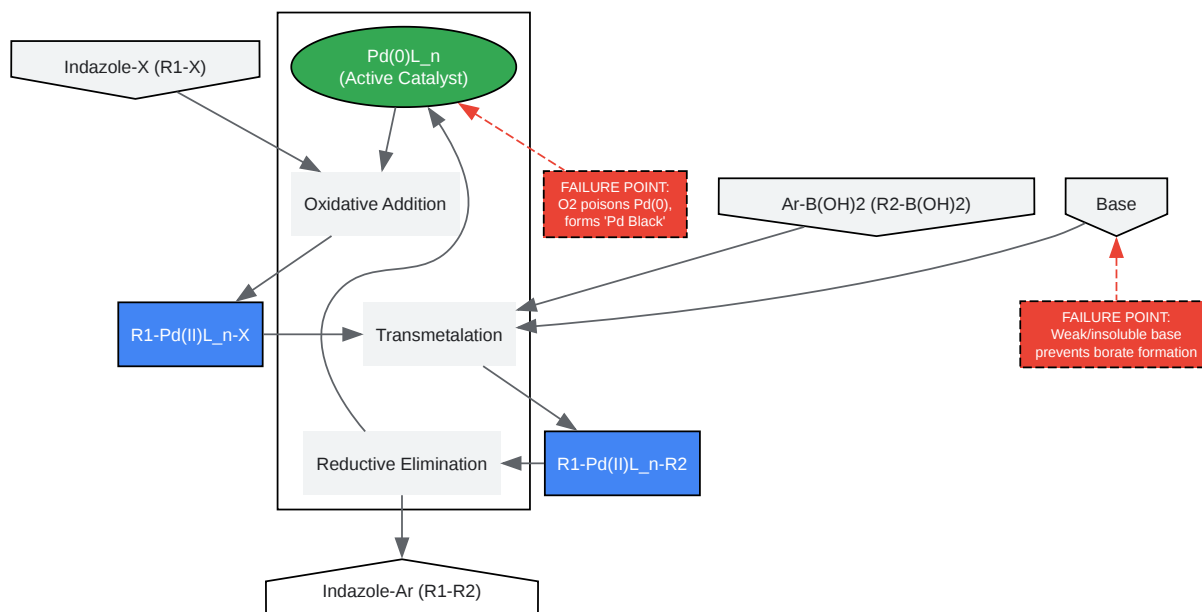 Indazole-X (R1-X)
Pd(0)L_n
(Active Catalyst)
Oxidative Addition
FAILURE POINT:
O2 poisons Pd(0),
forms 'Pd Black'
Ar-B(OH)2 (R2-B(OH)2)
Base
R1-Pd(II)L_n-X
Transmetalation
FAILURE POINT:
Weak/insoluble base
prevents borate formation
Reductive Elimination
R1-Pd(II)L_n-R2
Indazole-Ar (R1-R2)